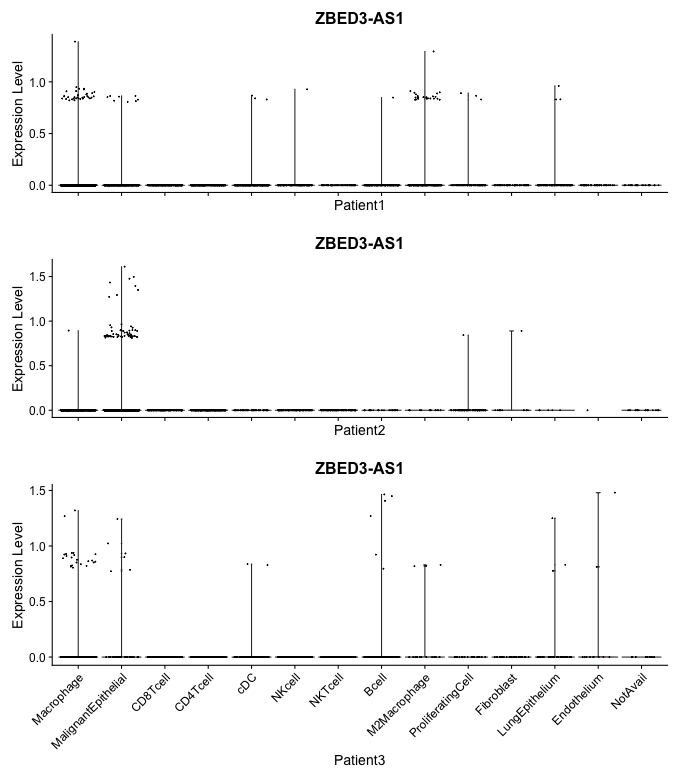 ZBED3-AS1
Expression Level
1.0
0.5
0.0
Patient1
ZBED3-AS1
Expression Level
1.5
1.0
0.5
0.0
Patient2
ZBED3-AS1
Expression Level
1.5
1.0
0.5
0.0
Macrophage
MalignantEpithelial
CD8Tcell
CD4Tcell
cDC
NKcell
NKTcell
Bcell
M2Macrophage
ProliferatingCell
Fibroblast
LungEpithelium
Endothelium
NotAvail
Patient3